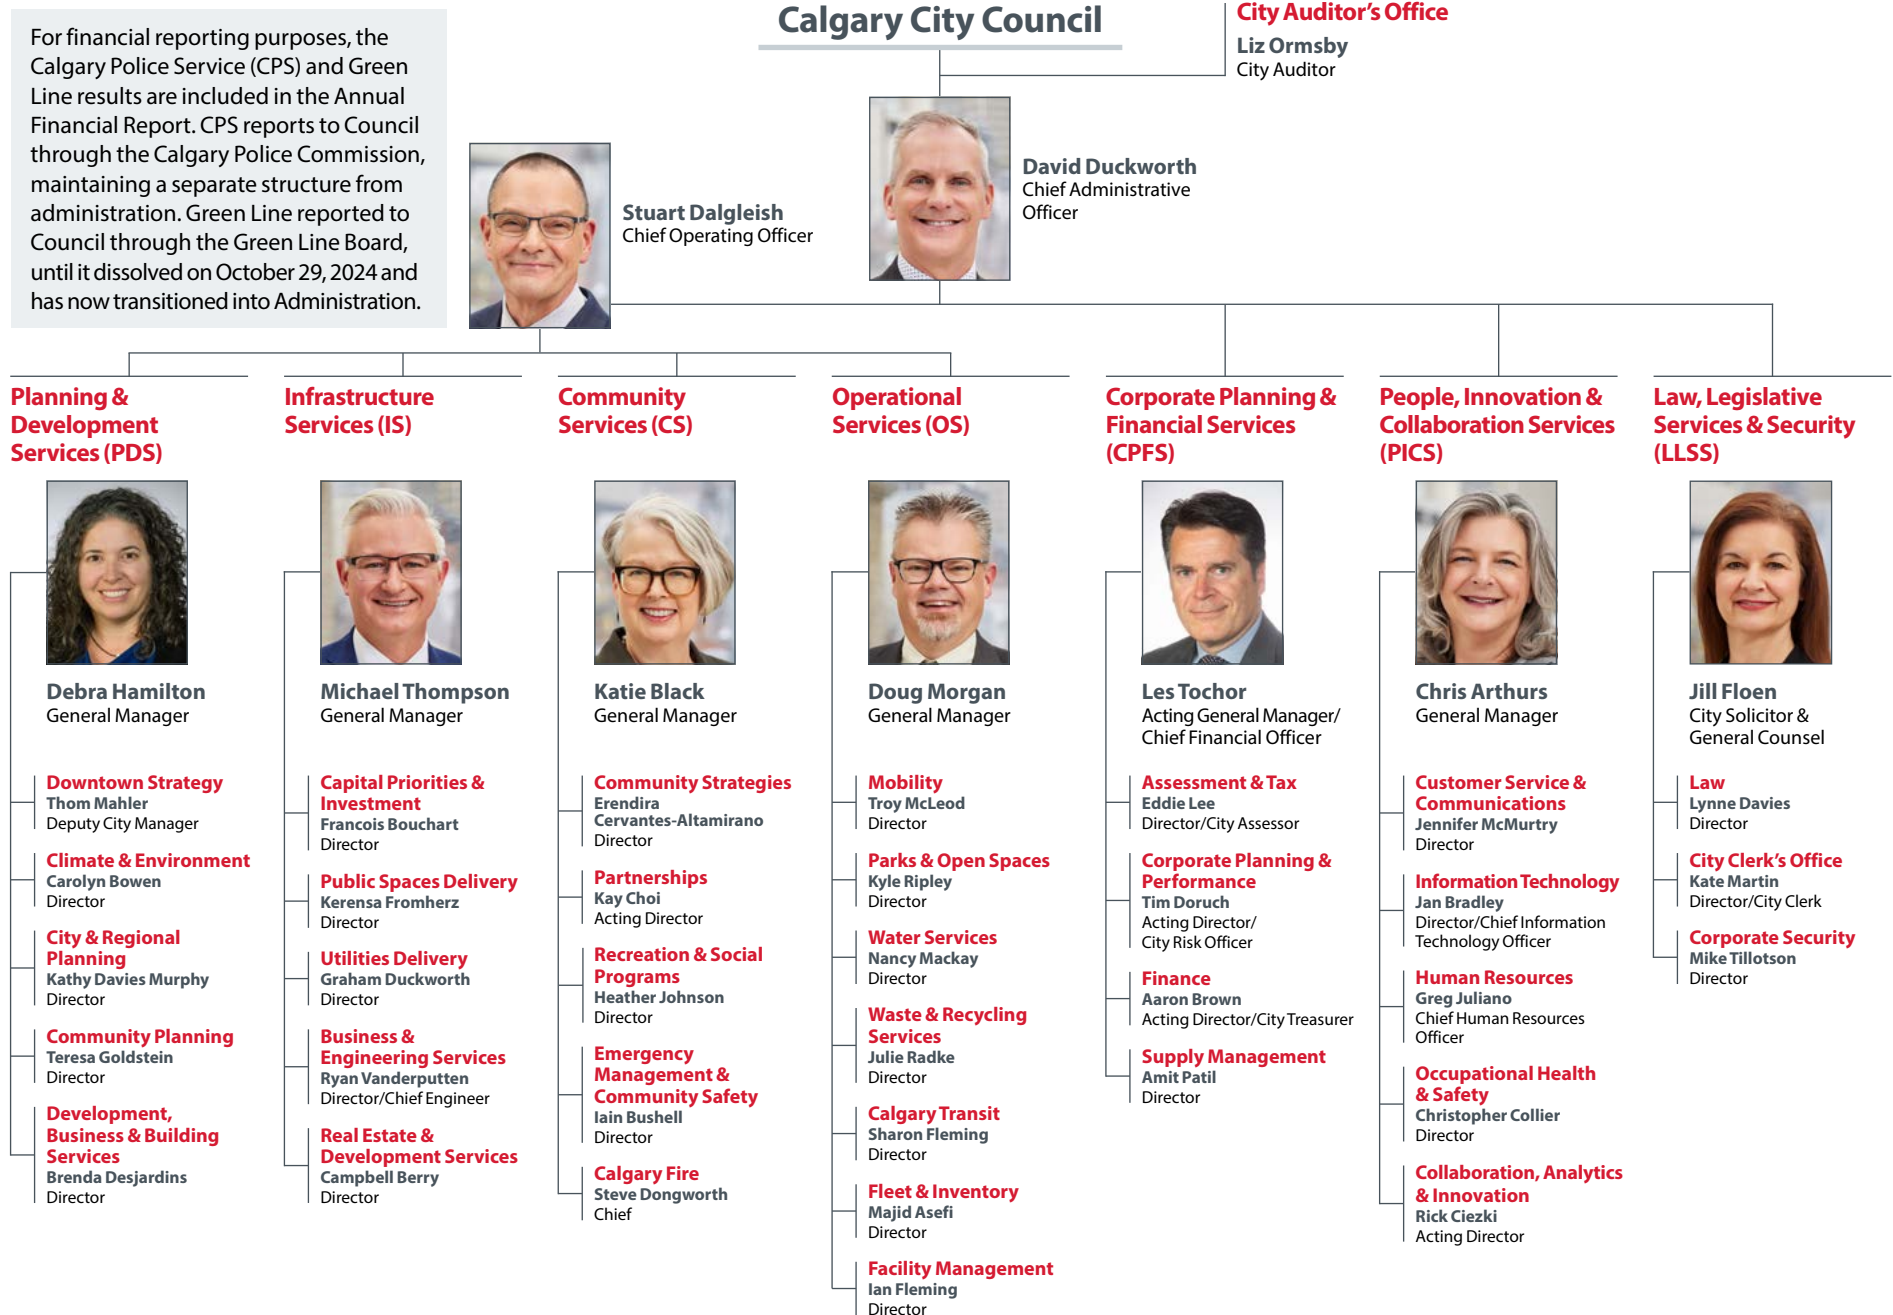 For financial reporting purposes, the
Calgary Police Service (CPS) and Green
Line results are included in the Annual
Financial Report. CPS reports to Council
through the Calgary Police Commission,
maintaining a separate structure from
administration. Green Line reported to
Council through the Green Line Board,
until it dissolved on October 29, 2024 and
has now transitioned into Administration.
Calgary City Council
City Auditor's Office
Liz Ormsby
City Auditor
David Duckworth
Chief Administrative
Officer
Stuart Dalgleish
Chief Operating Officer
Planning &
Development
Services (PDS)
Debra Hamilton
General Manager
Downtown Strategy
Thom Mahler
Deputy City Manager
Climate & Environment
Carolyn Bowen
Director
City & Regional
Planning
Kathy Davies Murphy
Director
Community Planning
Teresa Goldstein
Director
Development,
Business & Building
Services
Brenda Desjardins
Director
Infrastructure
Services (IS)
Michael Thompson
General Manager
Capital Priorities &
Investment
Francois Bouchart
Director
Public Spaces Delivery
Kerensa Fromherz
Director
Utilities Delivery
Graham Duckworth
Director
Business &
Engineering Services
Ryan Vanderputten
Director/Chief Engineer
Real Estate &
Development Services
Campbell Berry
Director
Community
Services (CS)
Katie Black
General Manager
Community Strategies
Erendira
Cervantes-Altamirano
Director
Partnerships
Kay Choi
Acting Director
Recreation & Social
Programs
Heather Johnson
Director
Emergency
Management &
Community Safety
Iain Bushell
Director
Calgary Fire
Steve Dongworth
Chief
Operational
Services (OS)
Doug Morgan
General Manager
Mobility
Troy McLeod
Director
Parks & Open Spaces
Kyle Ripley
Director
Water Services
Nancy Mackay
Director
Waste & Recycling
Services
Julie Radke
Director
Calgary Transit
Sharon Fleming
Director
Fleet & Inventory
Majid Asefi
Director
Facility Management
Ian Fleming
Director
Corporate Planning &
Financial Services
(CPFS)
Les Tochor
Acting General Manager/
Chief Financial Officer
Assessment & Tax
Eddie Lee
Director/City Assessor
Corporate Planning &
Performance
Tim Doruch
Acting Director/
City Risk Officer
Finance
Aaron Brown
Acting Director/City Treasurer
Supply Management
Amit Patil
Director
People, Innovation &
Collaboration Services
(PICS)
Chris Arthurs
General Manager
Customer Service &
Communications
Jennifer McMurtry
Director
Information Technology
Jan Bradley
Director/Chief Information
Technology Officer
Human Resources
Greg Juliano
Chief Human Resources
Officer
Occupational Health
& Safety
Christopher Collier
Director
Collaboration, Analytics
& Innovation
Rick Ciezki
Acting Director
Law, Legislative
Services & Security
(LLSS)
Jill Floen
City Solicitor &
General Counsel
Law
Lynne Davies
Director
City Clerk's Office
Kate Martin
Director/City Clerk
Corporate Security
Mike Tillotson
Director